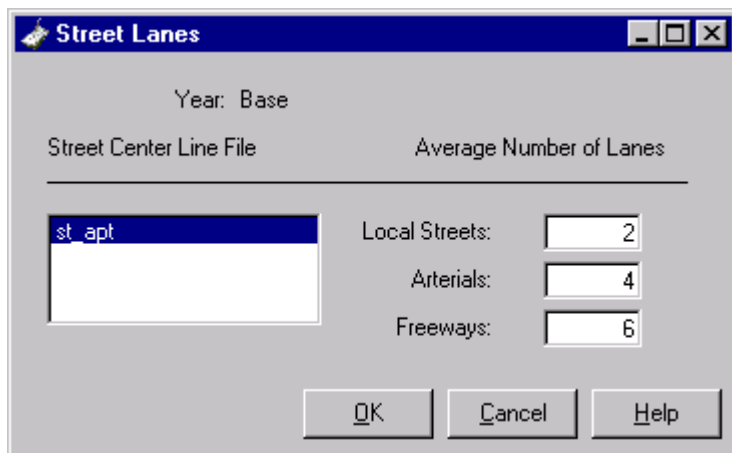 Street Lanes
Year: Base
Street Center Line File
Average Number of Lanes
st_apt
Local Streets: 2
Arterials: 4
Freeways: 6
OK Cancel Help